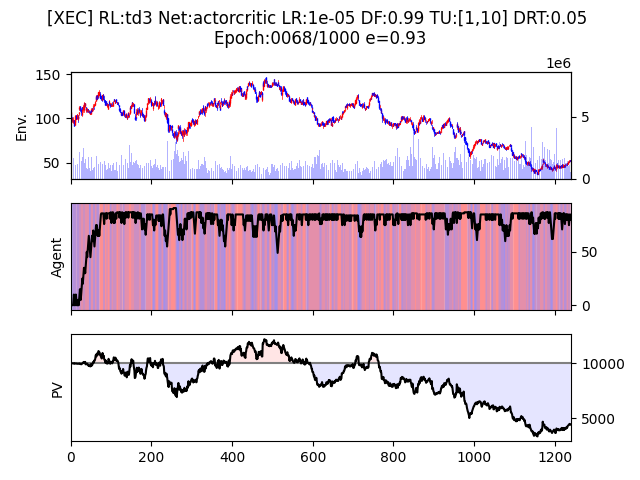 [XEC] RL:td3 Net:actorcritic LR:1e-05 DF:0.99 TU:[1,10] DRT:0.05
Epoch:0068/1000 e=0.93
1e6
150
100
50
Env.
5
0
Agent
50
0
PV
10000
5000
0 200 400 600 800 1000 1200